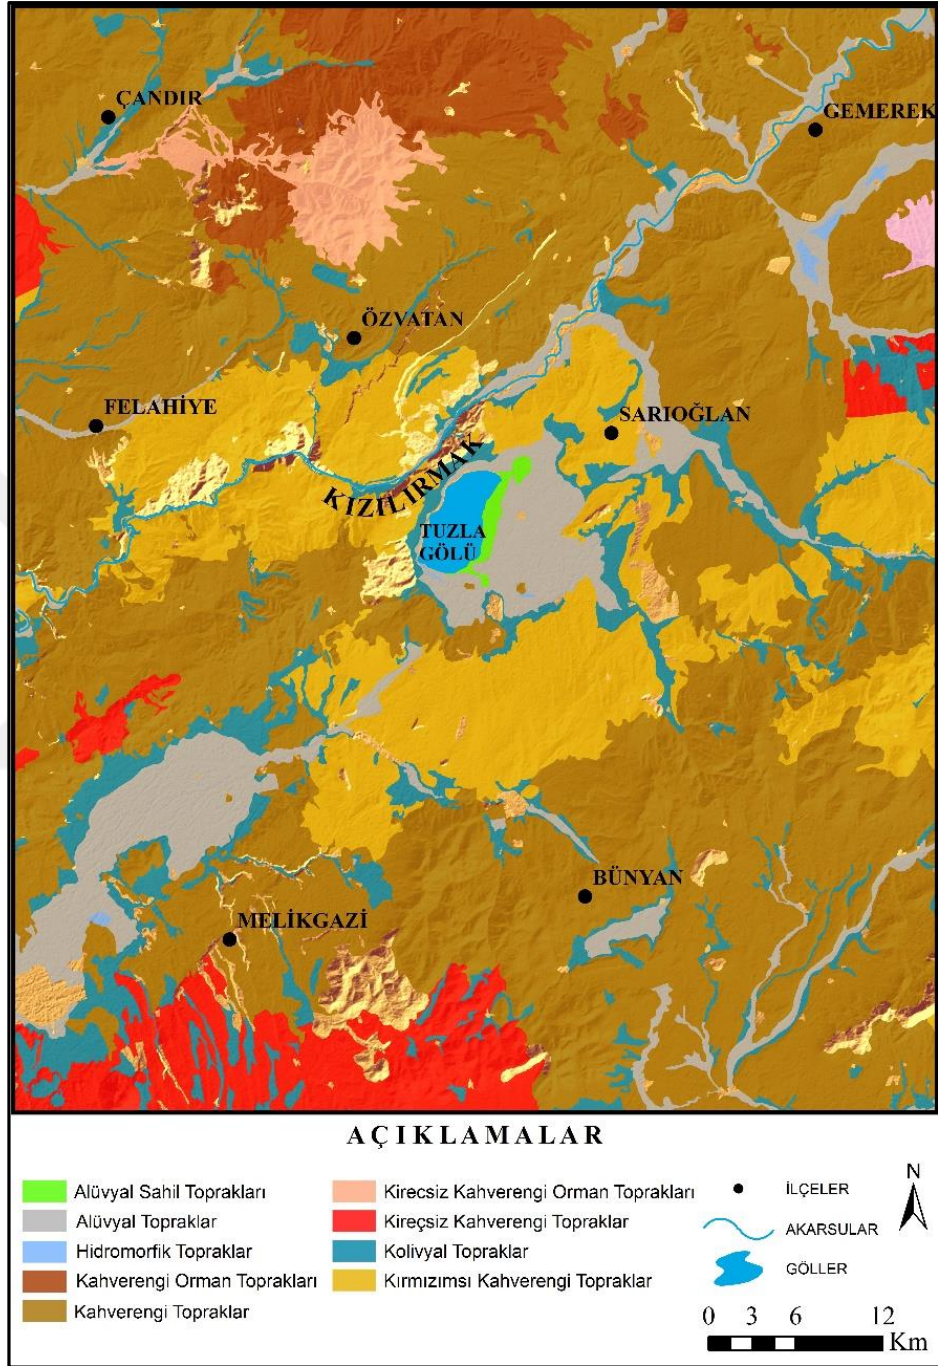 ÇANDIR
GEMEREK
ÖZVATAN
FELAHİYE
SARIOĞLAN
KIZILIRMAK
TUZLA
GÖLÜ
BÜNYAN
MELİKGAZİ
AÇIKLAMALAR
Alüvyal Sahil Toprakları
Alüvyal Topraklar
Hidromorfik Topraklar
Kahverengi Orman Toprakları
Kahverengi Topraklar
Kirecsiz Kahverengi Orman Toprakları
Kireçsiz Kahverengi Topraklar
Kolivyal Topraklar
Kırmızımsı Kahverengi Topraklar
İLÇELER
AKARSULAR
GÖLLER
N
0 3 6 12
Km